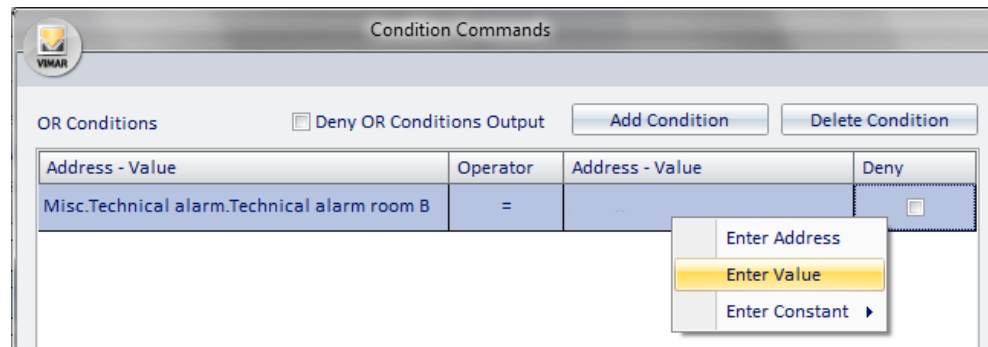 Condition Commands
VIMAR
OR Conditions Deny OR Conditions Output Add Condition Delete Condition
Address - Value Operator Address - Value Deny
Misc.Technical alarm.Technical alarm room B = ..
Enter Address
Enter Value
Enter Constant